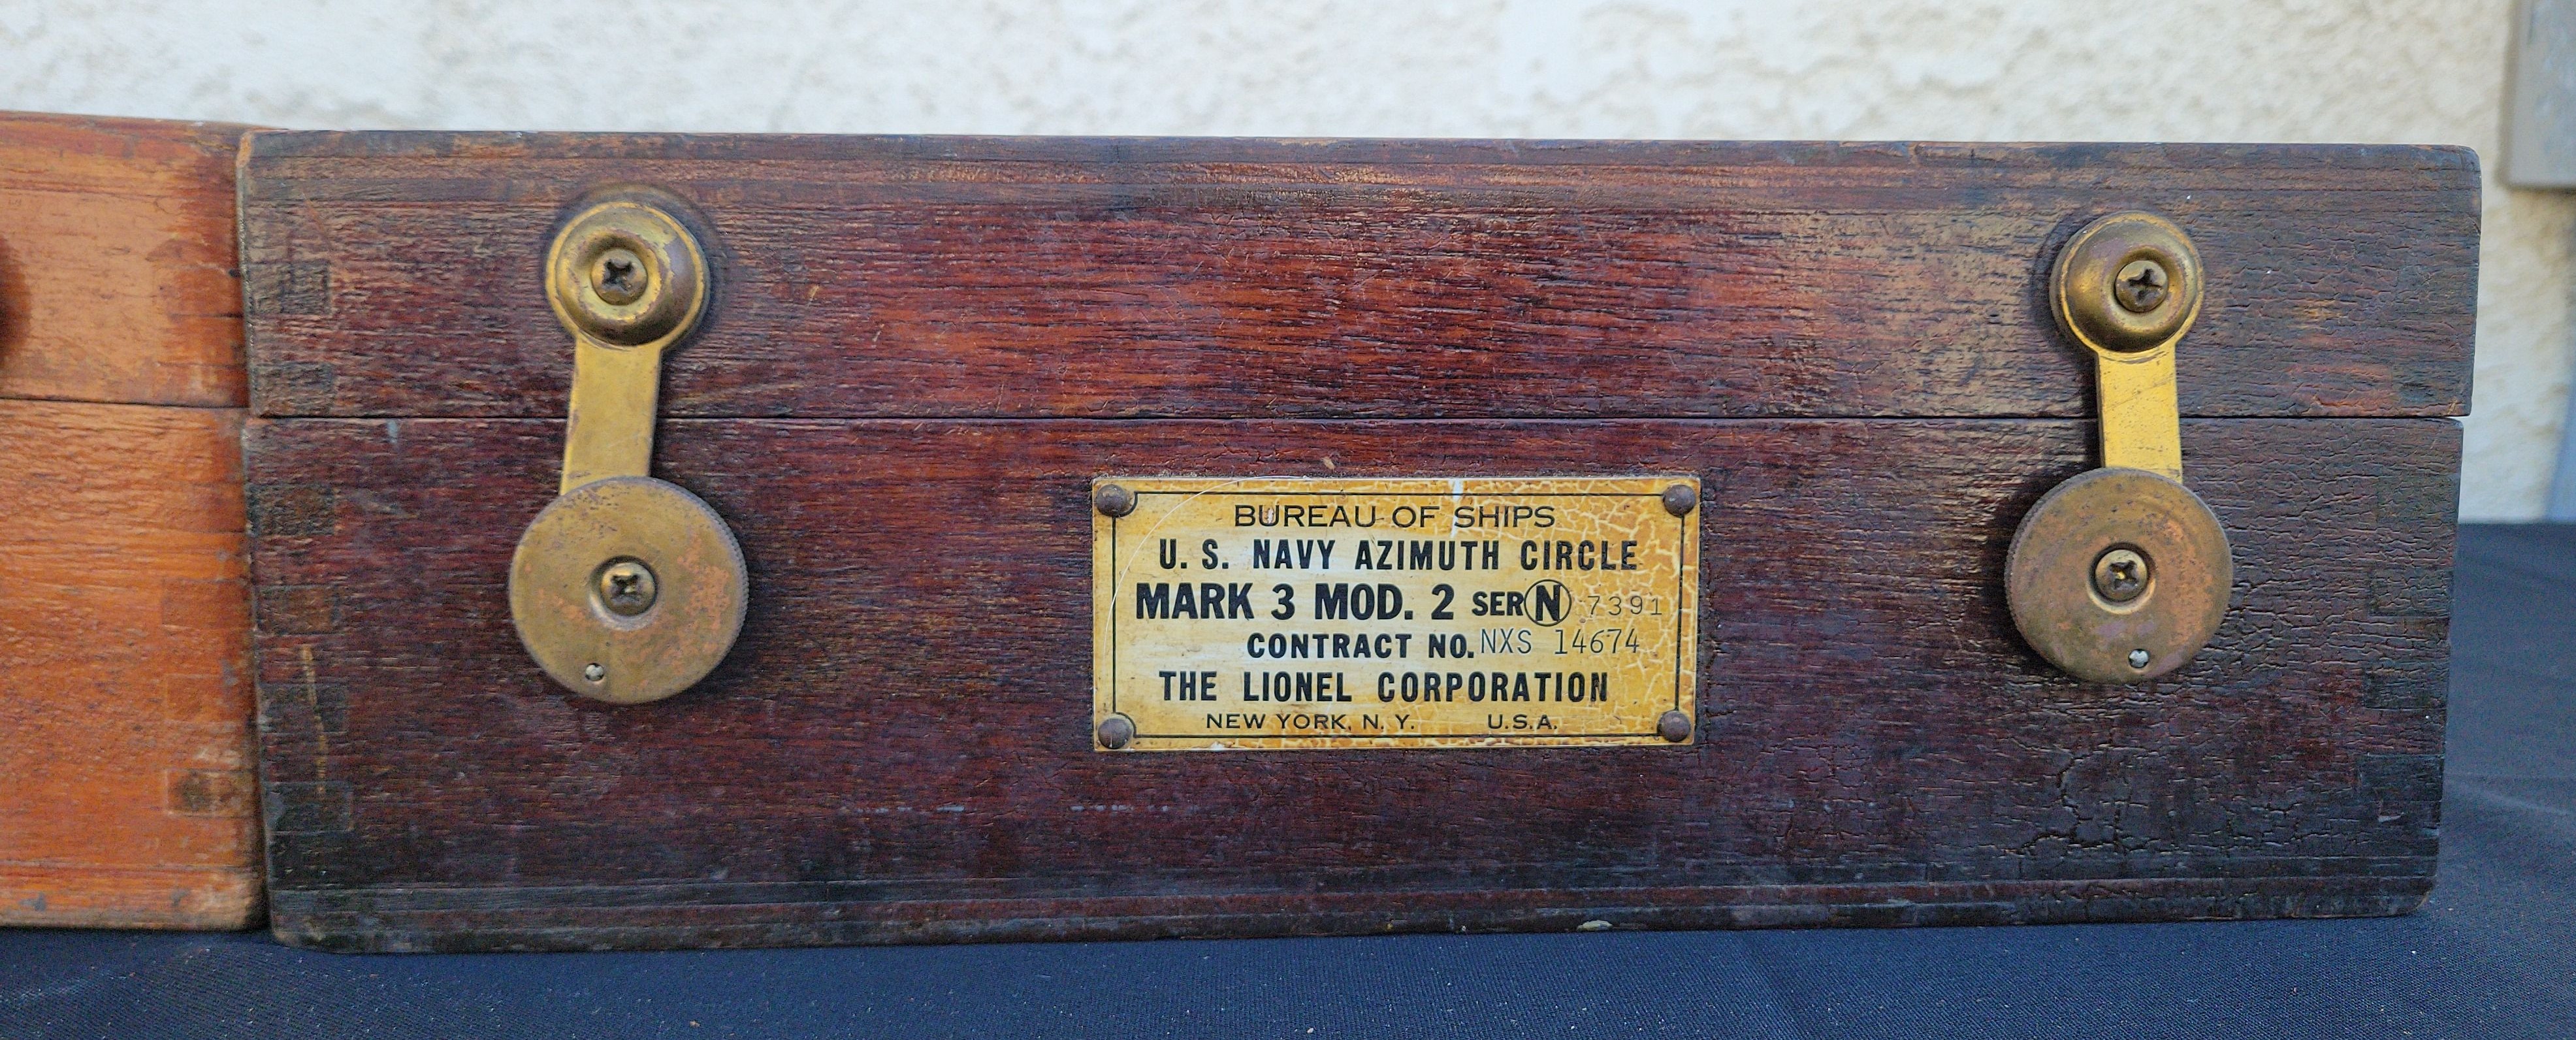 BUREAU OF SHIPS
U. S. NAVY AZIMUTH CIRCLE
MARK 3 MOD. 2 SER N 7391
CONTRACT NO. NXS 14674
THE LIONEL CORPORATION
NEW YORK, N. Y. U.S.A.